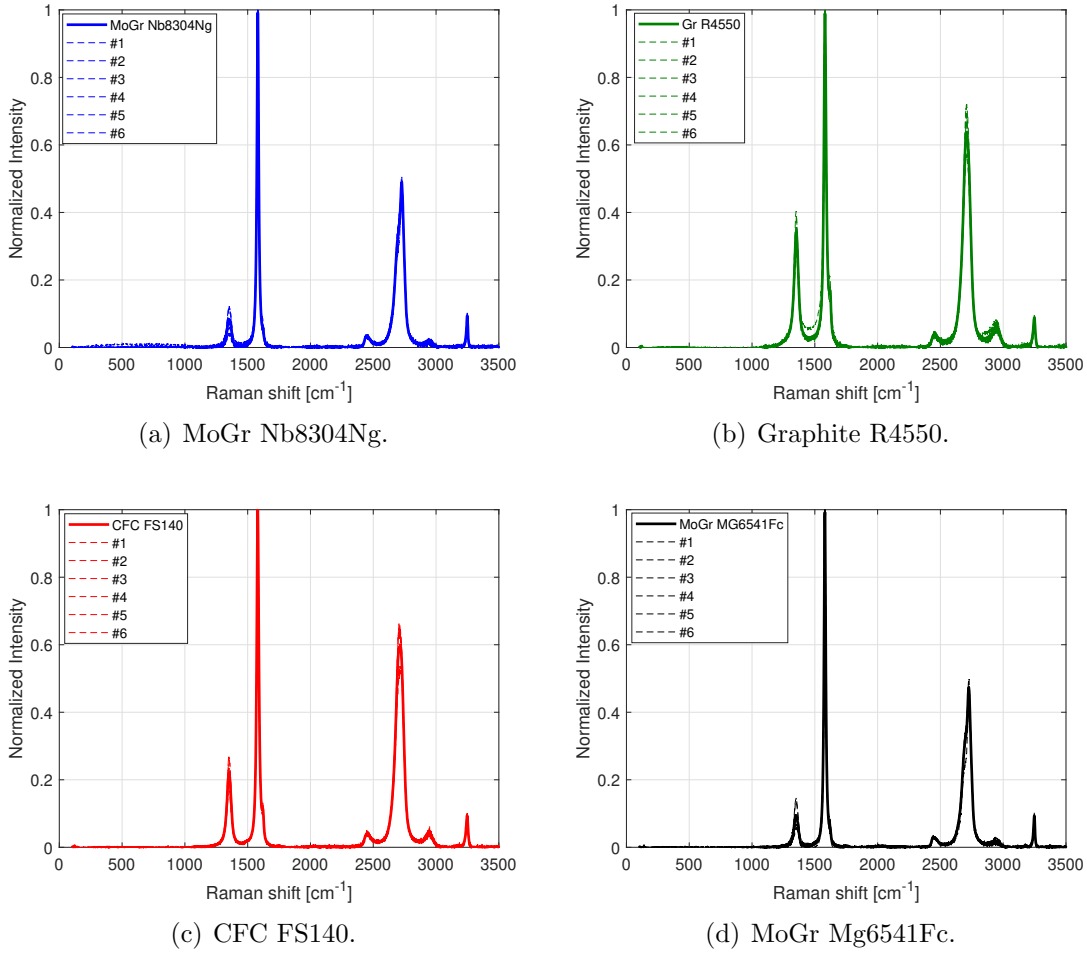 MoGr Nb8304Ng
#1
#2
#3
#4
#5
#6
Normalized Intensity
1
0.8
0.6
0.4
0.2
0
0 500 1000 1500 2000 2500 3000 3500
Raman shift [cm-1]
(a) MoGr Nb8304Ng.
Gr R4550
#1
#2
#3
#4
#5
#6
Normalized Intensity
1
0.8
0.6
0.4
0.2
0
0 500 1000 1500 2000 2500 3000 3500
Raman shift [cm-1]
(b) Graphite R4550.
CFC FS140
#1
#2
#3
#4
#5
#6
Normalized Intensity
1
0.8
0.6
0.4
0.2
0
0 500 1000 1500 2000 2500 3000 3500
Raman shift [cm-1]
(c) CFC FS140.
MoGr MG6541Fc
#1
#2
#3
#4
#5
#6
Normalized Intensity
1
0.8
0.6
0.4
0.2
0
0 500 1000 1500 2000 2500 3000 3500
Raman shift [cm-1]
(d) MoGr Mg6541Fc.